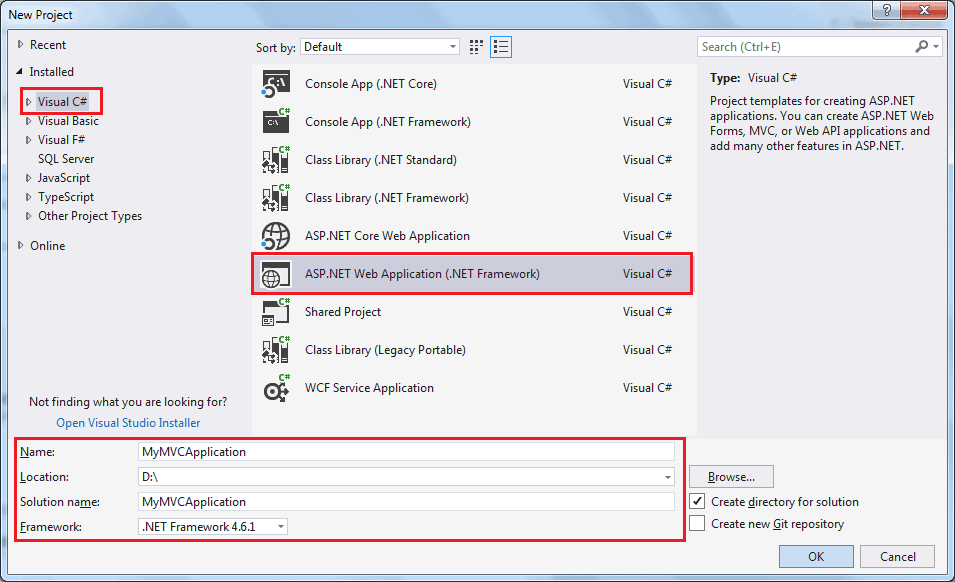 New Project
?
Recent
Installed
Visual C#
Visual Basic
Visual F#
SQL Server
JavaScript
TypeScript
Other Project Types
Online
Not finding what you are looking for?
Open Visual Studio Installer
Sort by: Default
C:\ Console App (.NET Core) Visual C#
C# C:\ Console App (.NET Framework) Visual C#
C# Class Library (.NET Standard) Visual C#
C# Class Library (.NET Framework) Visual C#
ASP.NET Core Web Application Visual C#
ASP.NET Web Application (.NET Framework) Visual C#
C# Shared Project Visual C#
C# Class Library (Legacy Portable) Visual C#
C# WCF Service Application Visual C#
Search (Ctrl+E)
Type: Visual C#
Project templates for creating ASP.NET
applications. You can create ASP.NET Web
Forms, MVC, or Web API applications and
add many other features in ASP.NET.
Name: MyMVCApplication
Location: D:\
Solution name: MyMVCApplication
Framework: .NET Framework 4.6.1
Browse...
Create directory for solution
Create new Git repository
OK Cancel